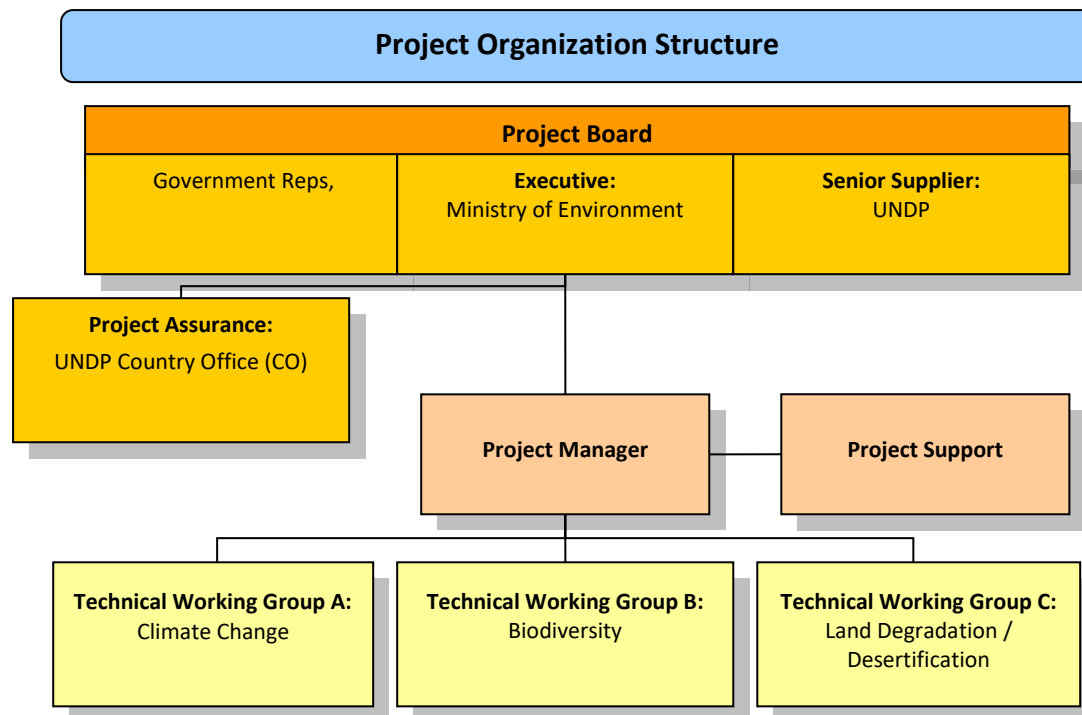 Project Organization Structure
Project Board
Government Reps,
Executive:
Ministry of Environment
Senior Supplier:
UNDP
Project Assurance:
UNDP Country Office (CO)
Project Manager
Project Support
Technical Working Group A:
Climate Change
Technical Working Group B:
Biodiversity
Technical Working Group C:
Land Degradation /
Desertification